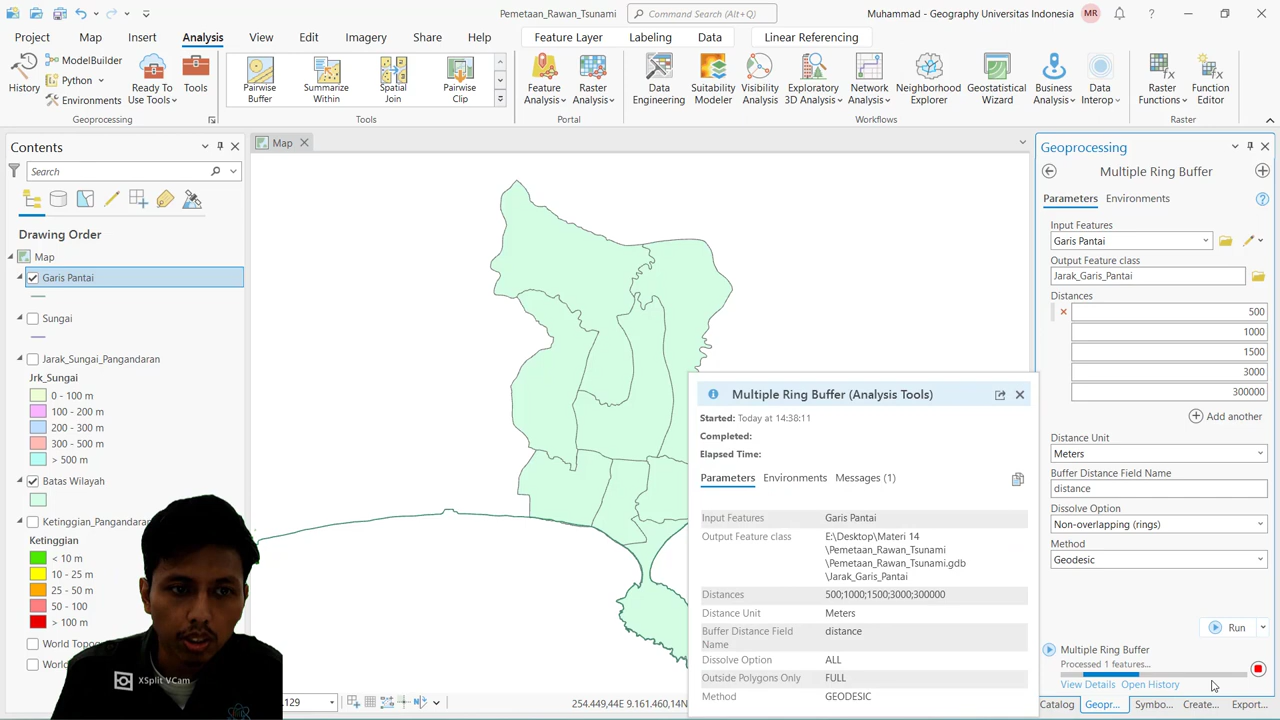 Pemetaan_Rawan_Tsunami
Command Search (Alt+Q)
Muhammad - Geography Universitas Indonesia
MR
Project
Map
Insert
Analysis
View
Edit
Imagery
Share
Help
Feature Layer
Labeling
Data
Linear Referencing
History
ModelBuilder
Python
Environments
Ready To Use Tools
Tools
Geoprocessing
Pairwise Buffer
Summarize Within
Spatial Join
Pairwise Clip
Tools
Feature Analysis
Raster Analysis
Portal
Data Engineering
Suitability Modeler
Visibility Analysis
Exploratory 3D Analysis
Network Analysis
Neighborhood Explorer
Geostatistical Wizard
Business Analysis
Data Interop
Workflows
Raster Functions
Function Editor
Raster
Contents
Search
Drawing Order
Map
Garis Pantai
Sungai
Jarak_Sungai_Pangandaran
Jrk_Sungai
0 - 100 m
100 - 200 m
200 - 300 m
300 - 500 m
> 500 m
Batas Wilayah
Ketinggian_Pangandaran
Ketinggian
< 10 m
10 - 25 m
25 - 50 m
50 - 100
> 100 m
World Topo
World
XSplit VCam
Map
.129
254.449,44E 9.161.460,14N
Multiple Ring Buffer (Analysis Tools)
Started: Today at 14:38:11
Completed:
Elapsed Time:
Parameters
Environments
Messages (1)
Input Features Garis Pantai
Output Feature class E:\Desktop\Materi 14
\Pemetaan_Rawan_Tsunami
\Pemetaan_Rawan_Tsunami.gdb
\Jarak_Garis_Pantai
Distances 500;1000;1500;3000;300000
Distance Unit Meters
Buffer Distance Field distance
Name
Dissolve Option ALL
Outside Polygons Only FULL
Method GEODESIC
Geoprocessing
Multiple Ring Buffer
Parameters
Environments
Input Features
Garis Pantai
Output Feature class
Jarak_Garis_Pantai
Distances
500
1000
1500
3000
300000
Add another
Distance Unit
Meters
Buffer Distance Field Name
distance
Dissolve Option
Non-overlapping (rings)
Method
Geodesic
Run
Multiple Ring Buffer
Processed 1 features...
View Details Open History
Catalog
Geopr...
Symbo...
Create...
Export...